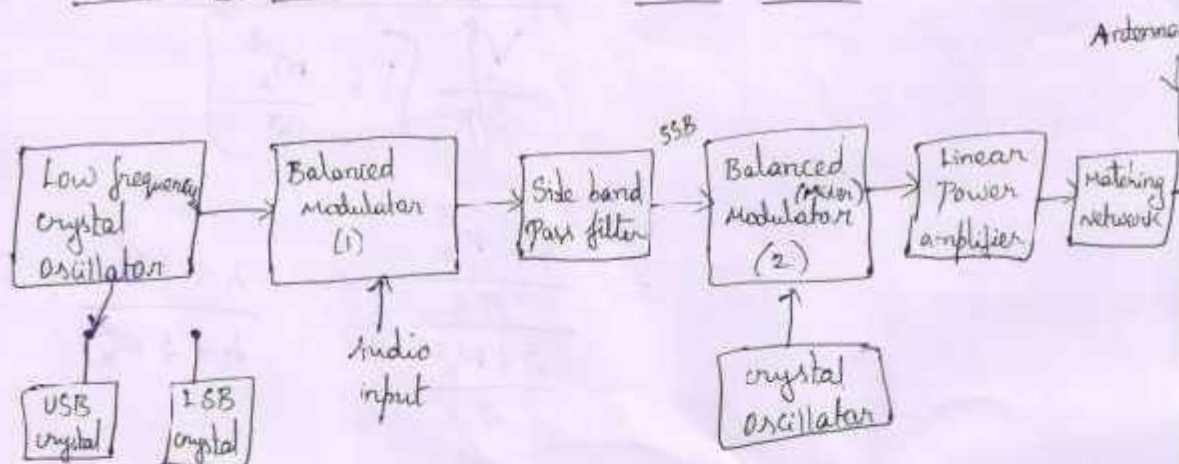 Antenna
Low frequency
crystal
Oscillator
Balanced
Modulator
(1)
Side band
Pass filter
SSB
Balanced
(Mixer)
Modulator
(2)
Linear
Power
amplifier
Matching
Network
Audio
input
crystal
Oscillator
USB
crystal
LSB
crystal